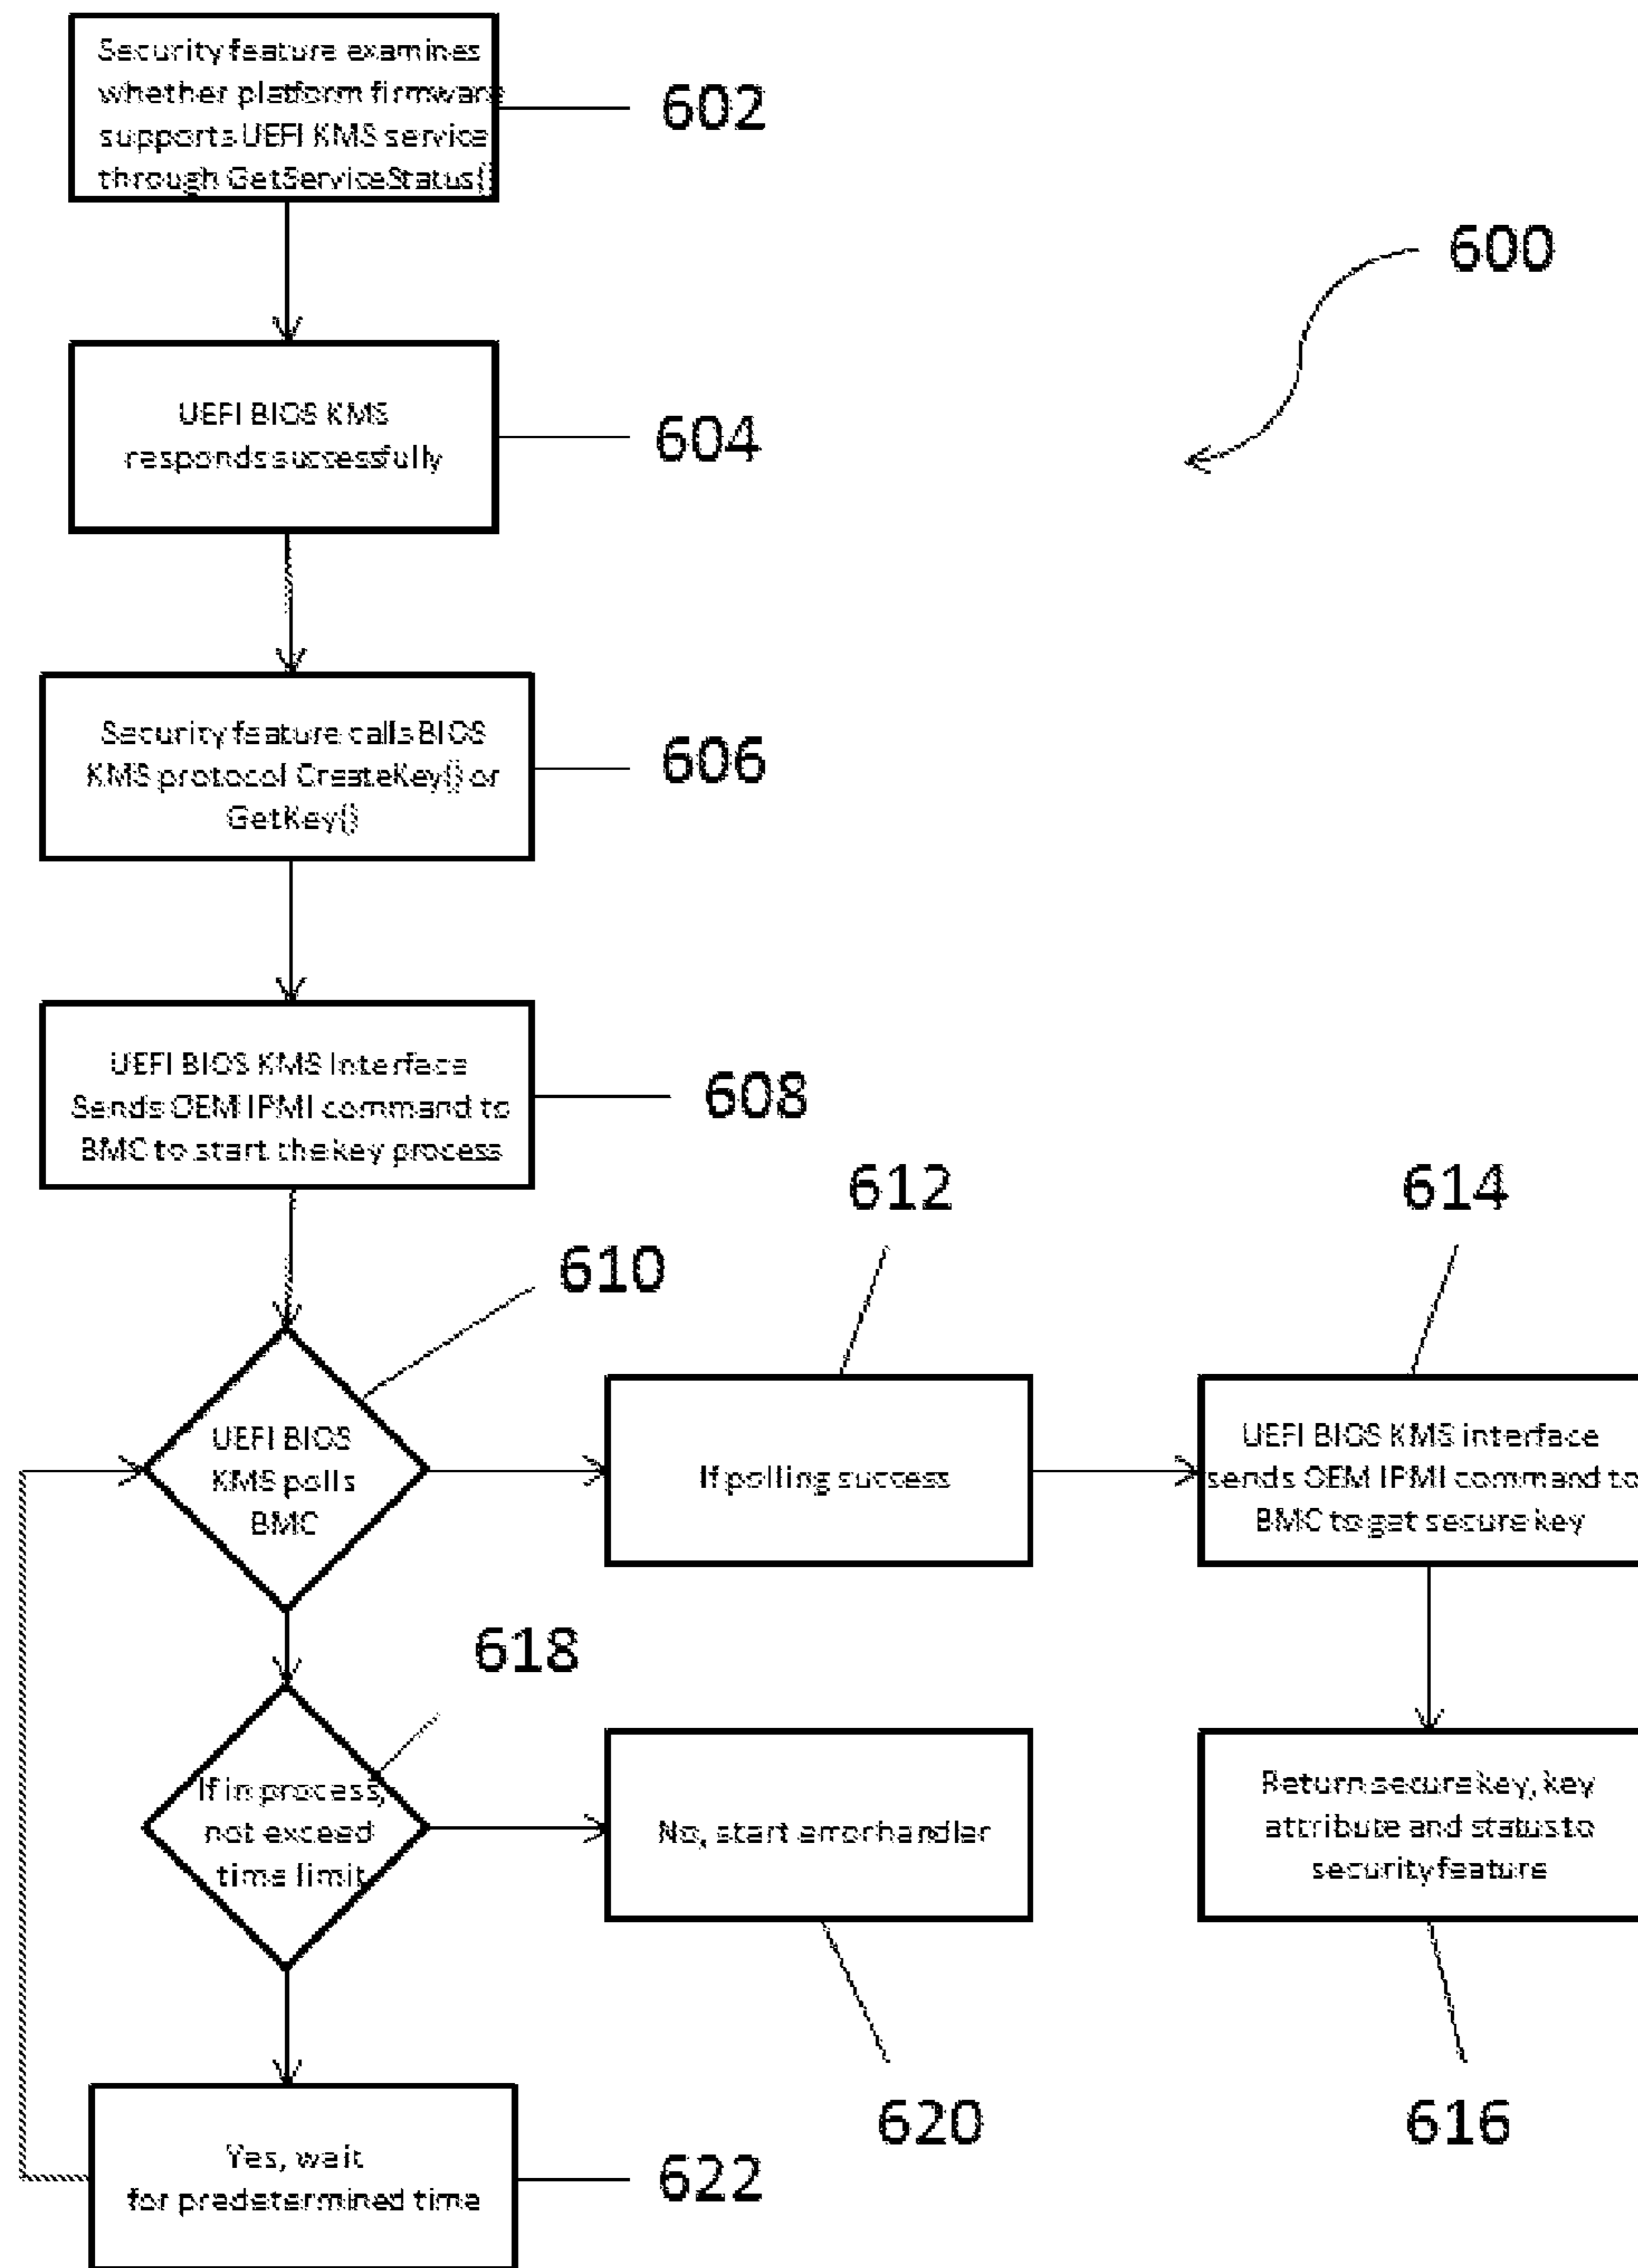 Security feature examines
whether platform firmware
supports UEFI KMS service
through GetServiceStatus()
602
600
UEFI BIOS KMS
responds successfully
604
Security feature calls BIOS
KMS protocol CreateKey() or
GetKey()
606
UEFI BIOS KMS Interface
Sends OEM IPMI command to
BMC to start the key process
608
612
614
610
UEFI BIOS
KMS polls
BMC
If polling success
UEFI BIOS KMS interface
sends OEM IPMI command to
BMC to get secure key
618
If in process,
not exceed
time limit
No, start error handler
Return secure key, key
attribute and status to
security feature
620
616
Yes, wait
for predetermined time
622